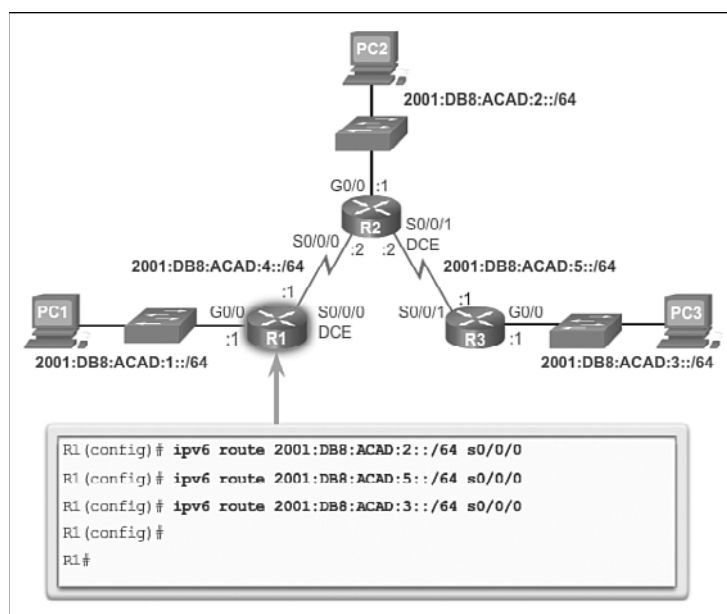 PC2
2001:DB8:ACAD:2::/64
G0/0 :1
R2
S0/0/0 :2
:2 S0/0/1
DCE
2001:DB8:ACAD:4::/64
2001:DB8:ACAD:5::/64
PC1
G0/0 :1
:1 S0/0/0
DCE
R1
2001:DB8:ACAD:1::/64
S0/0/1 :1
R3
G0/0 :1
PC3
2001:DB8:ACAD:3::/64
R1(config)# ipv6 route 2001:DB8:ACAD:2::/64 s0/0/0
R1(config)# ipv6 route 2001:DB8:ACAD:5::/64 s0/0/0
R1(config)# ipv6 route 2001:DB8:ACAD:3::/64 s0/0/0
R1(config)#
R1#